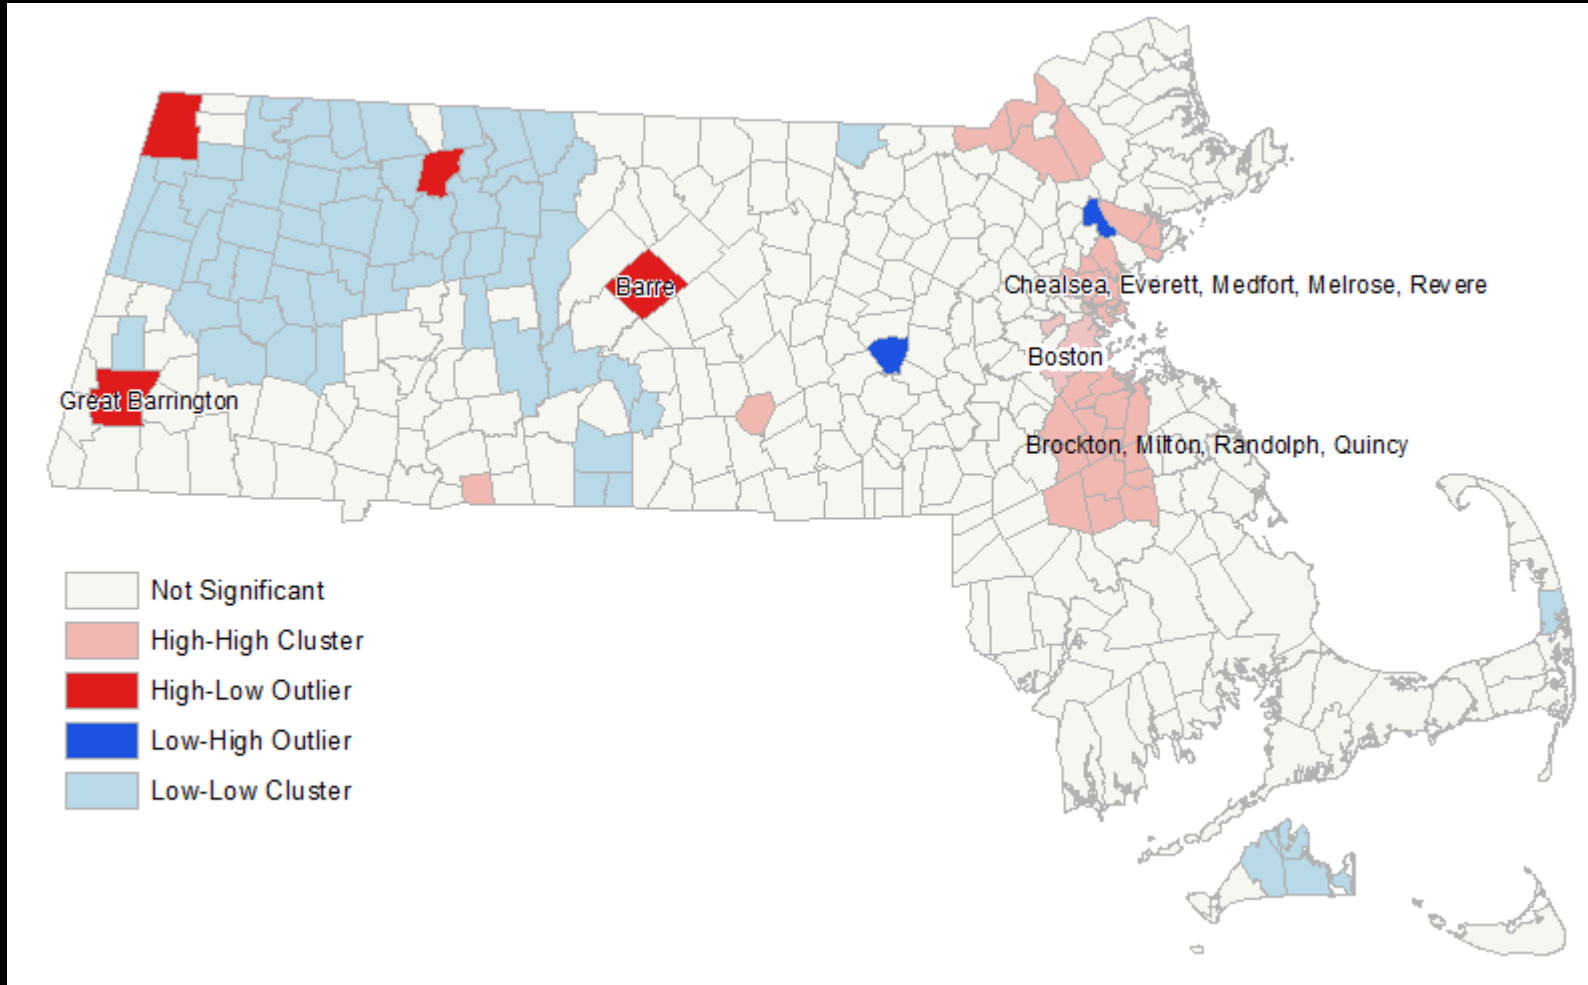 Barre
Chealsea, Everett, Medfort, Melrose, Revere
Boston
Great Barrington
Brockton, Milton, Randolph, Quincy
Not Significant
High-High Cluster
High-Low Outlier
Low-High Outlier
Low-Low Cluster